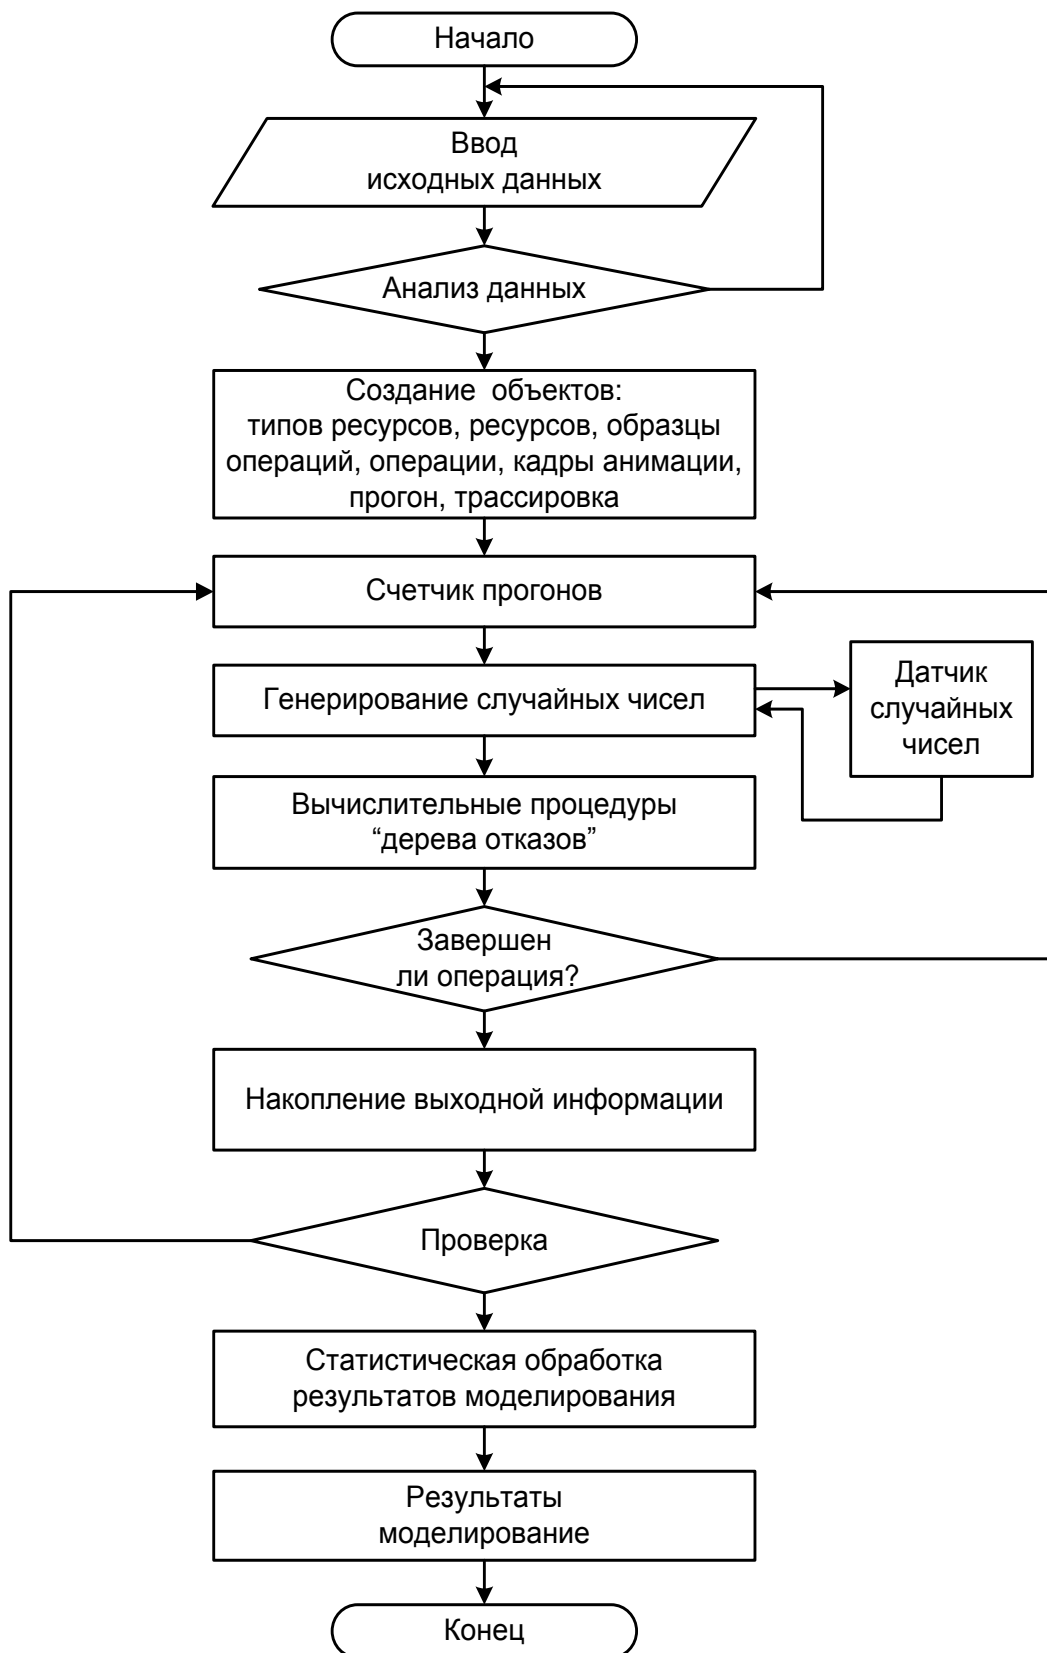 Начало
Ввод
исходных данных
Анализ данных
Создание объектов:
типов ресурсов, ресурсов, образцы
операций, операции, кадры анимации,
прогон, трассировка
Счетчик прогонов
Генерирование случайных чисел
Датчик
случайных
чисел
Вычислительные процедуры
“дерева отказов”
Завершен
ли операция?
Накопление выходной информации
Проверка
Статистическая обработка
результатов моделирования
Результаты
моделирование
Конец